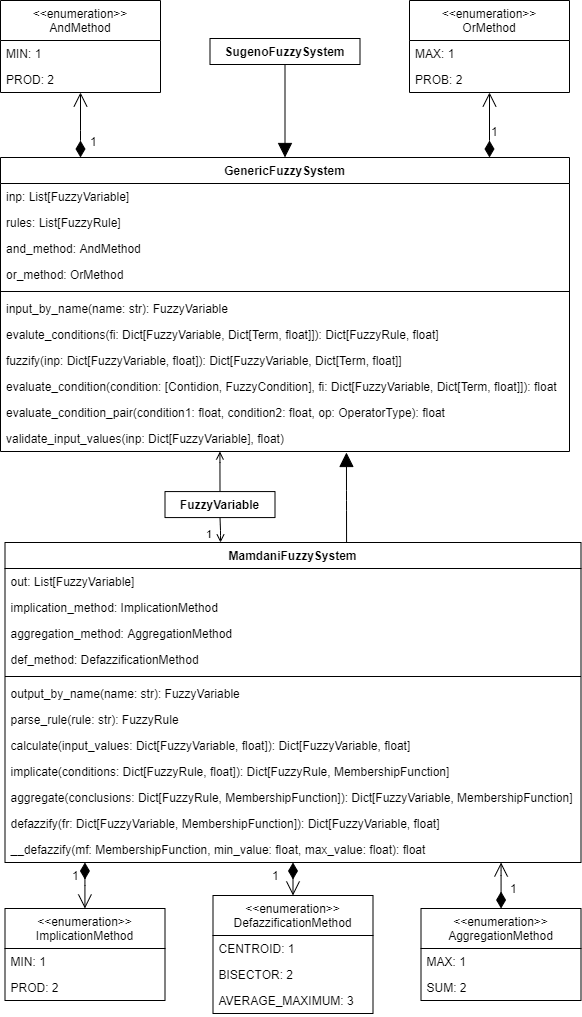 <<enumeration>>
AndMethod
MIN: 1
PROD: 2
SugenoFuzzySystem
<<enumeration>>
OrMethod
MAX: 1
PROB: 2
1
1
GenericFuzzySystem
inp: List[FuzzyVariable]
rules: List[FuzzyRule]
and_method: AndMethod
or_method: OrMethod
input_by_name(name: str): FuzzyVariable
evalute_conditions(fi: Dict[FuzzyVariable, Dict[Term, float]]): Dict[FuzzyRule, float]
fuzzify(inp: Dict[FuzzyVariable, float]): Dict[FuzzyVariable, Dict[Term, float]]
evaluate_condition(condition: [Contidion, FuzzyCondition], fi: Dict[FuzzyVariable, Dict[Term, float]]): float
evaluate_condition_pair(condition1: float, condition2: float, op: OperatorType): float
validate_input_values(inp: Dict[FuzzyVariable], float)
FuzzyVariable
1
MamdaniFuzzySystem
out: List[FuzzyVariable]
implication_method: ImplicationMethod
aggregation_method: AggregationMethod
def_method: DefazzificationMethod
output_by_name(name: str): FuzzyVariable
parse_rule(rule: str): FuzzyRule
calculate(input_values: Dict[FuzzyVariable, float]): Dict[FuzzyVariable, float]
implicate(conditions: Dict[FuzzyRule, float]): Dict[FuzzyRule, MembershipFunction]
aggregate(conclusions: Dict[FuzzyRule, MembershipFunction]): Dict[FuzzyVariable, MembershipFunction]
defazzify(fr: Dict[FuzzyVariable, MembershipFunction]): Dict[FuzzyVariable, float]
__defazzify(mf: MembershipFunction, min_value: float, max_value: float): float
1
1
1
<<enumeration>>
ImplicationMethod
MIN: 1
PROD: 2
<<enumeration>>
DefazzificationMethod
CENTROID: 1
BISECTOR: 2
AVERAGE_MAXIMUM: 3
<<enumeration>>
AggregationMethod
MAX: 1
SUM: 2